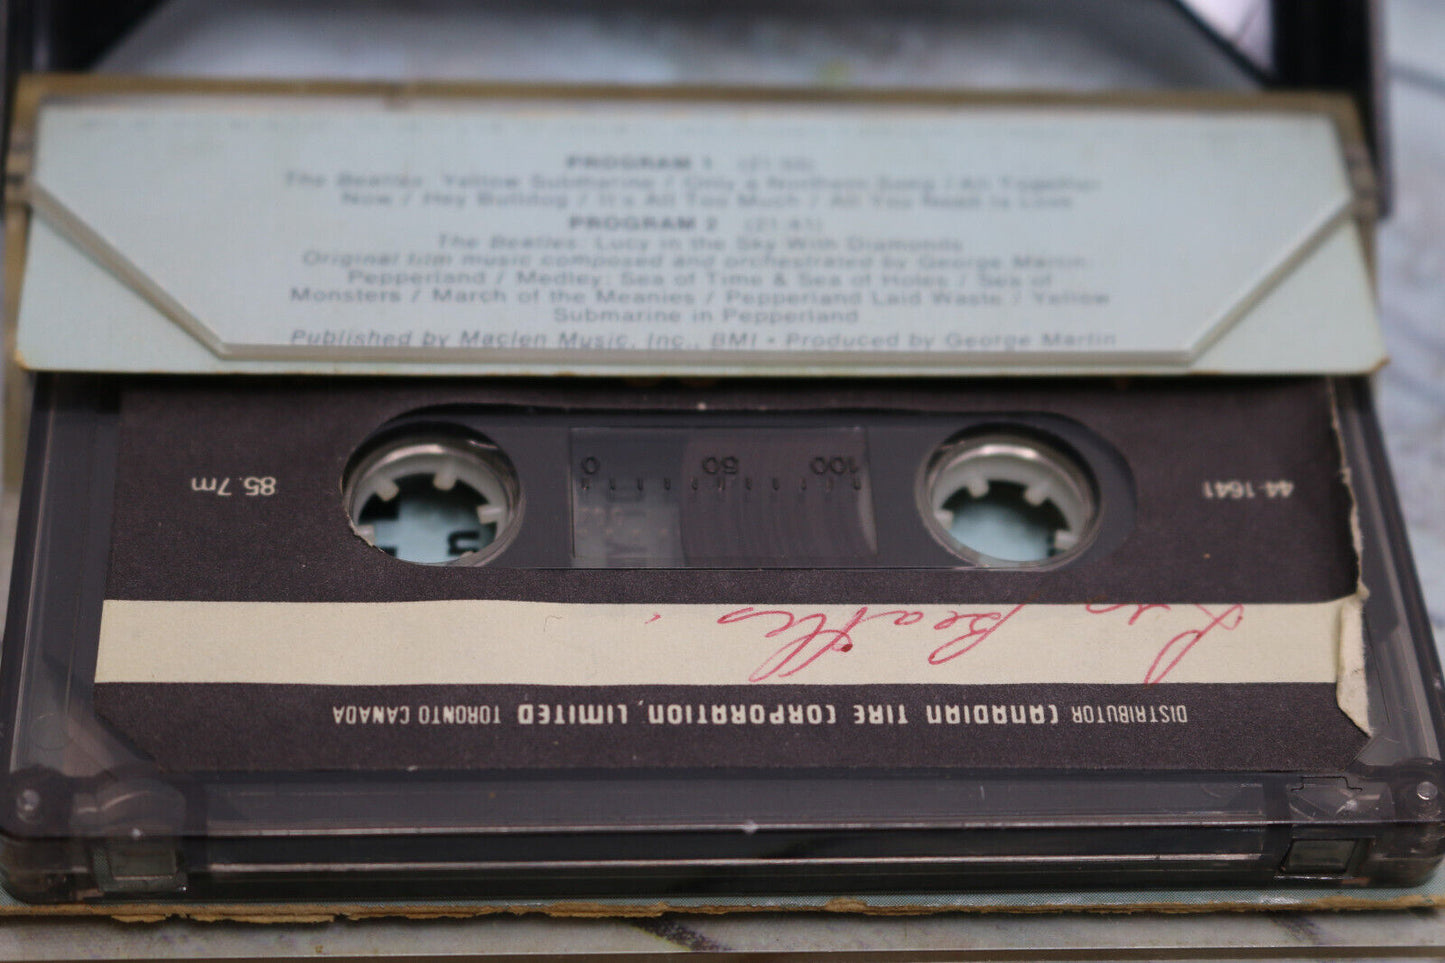 PROGRAM 1
The Beatles: Yellow Submarine / Only a Northern Song / All Together
Now / Hey Bulldog / It's All Too Much / All You Need Is Love
PROGRAM 2 (21:41)
The Beatles: Lucy in the Sky With Diamonds
Original film music composed and orchestrated by George Martin:
Pepperland / Medley: Sea of Time & Sea of Holes / Sea of
Monsters / March of the Meanies / Pepperland Laid Waste / Yellow
Submarine in Pepperland
Published by Maclen Music, Inc., BMI • Produced by George Martin
DISTRIBUTOR CANADIAN TIRE CORPORATION, LIMITED TORONTO CANADA
Les Beatles.
44-1641
100 50 0
85.7m